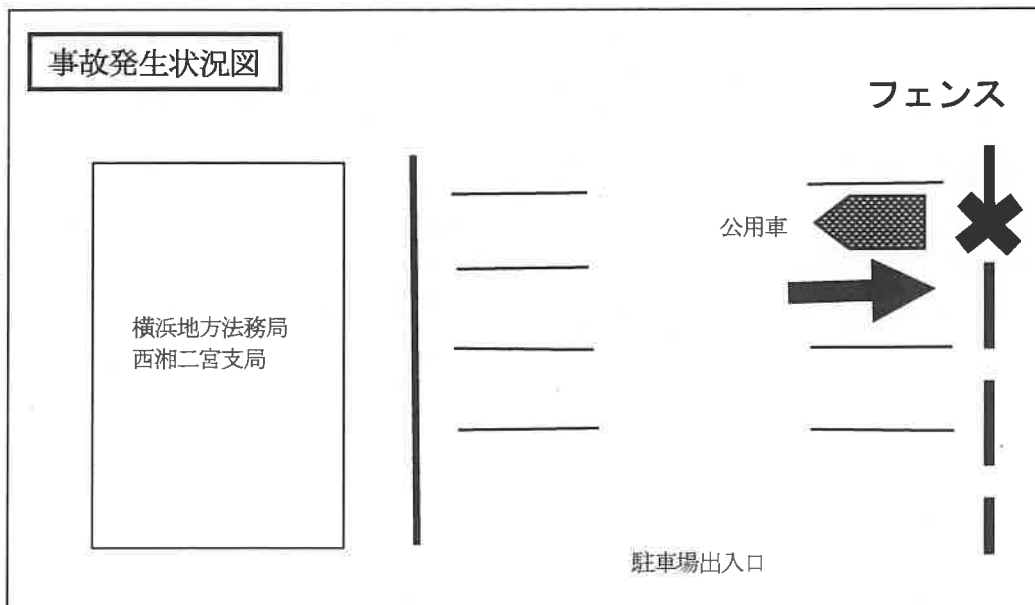 事故発生状況図
フェンス
公用車
横浜地方法務局
西湘二宮支局
駐車場出入口